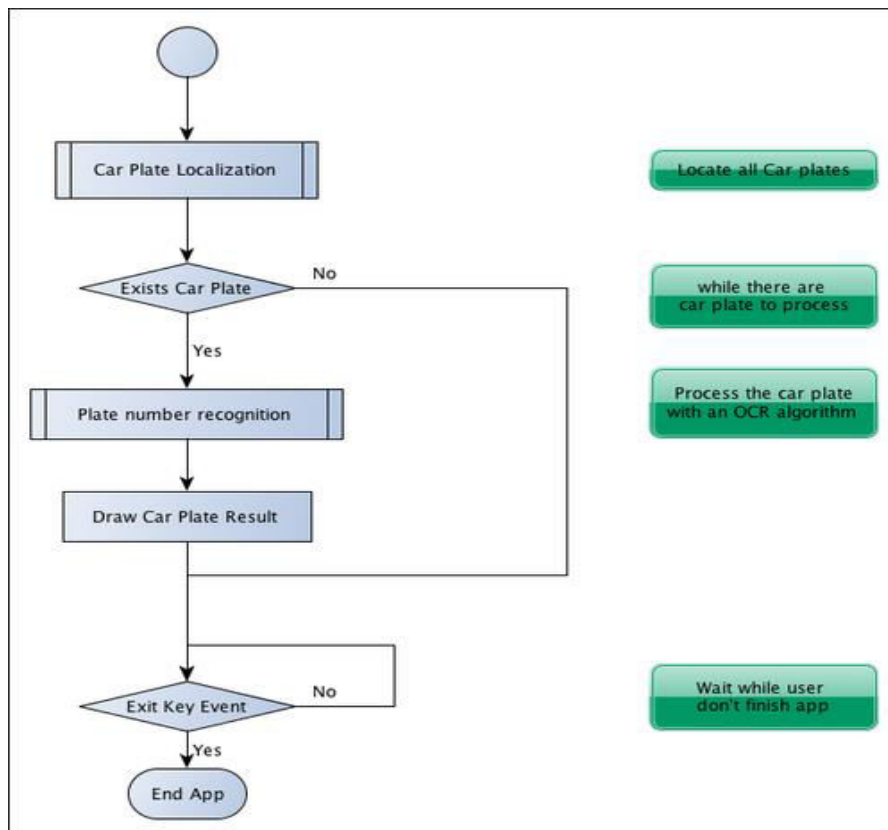 Car Plate Localization
Locate all Car plates
Exists Car Plate
No
while there are
car plate to process
Yes
Plate number recognition
Process the car plate
with an OCR algorithm
Draw Car Plate Result
Exit Key Event
No
Wait while user
don't finish app
Yes
End App